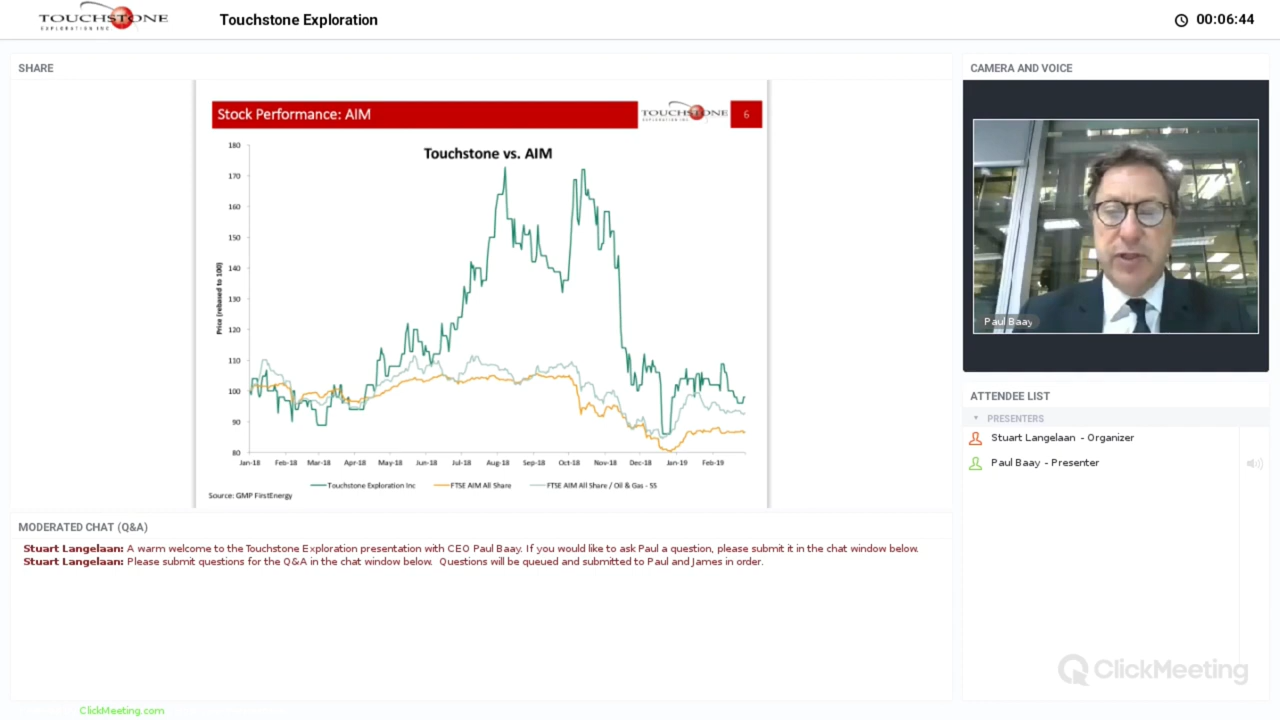 TOUCHSTONE
EXPLORATION INC
Touchstone Exploration
00:06:44
SHARE
CAMERA AND VOICE
Stock Performance: AIM
TOUCHSTONE
EXPLORATION INC
6
Touchstone vs. AIM
180
170
160
150
140
130
120
110
100
90
80
Price (rebased to 100)
Jan-18 Feb-18 Mar-18 Apr-18 May-18 Jun-18 Jul-18 Aug-18 Sep-18 Oct-18 Nov-18 Dec-18 Jan-19 Feb-19
Touchstone Exploration Inc FTSE AIM All Share FTSE AIM All Share / Oil & Gas - SS
Source: GMP FirstEnergy
Paul Baay
ATTENDEE LIST
PRESENTERS
Stuart Langelaan - Organizer
Paul Baay - Presenter
MODERATED CHAT (Q&A)
Stuart Langelaan: A warm welcome to the Touchstone Exploration presentation with CEO Paul Baay. If you would like to ask Paul a question, please submit it in the chat window below.
Stuart Langelaan: Please submit questions for the Q&A in the chat window below. Questions will be queued and submitted to Paul and James in order.
ClickMeeting
ClickMeeting.com